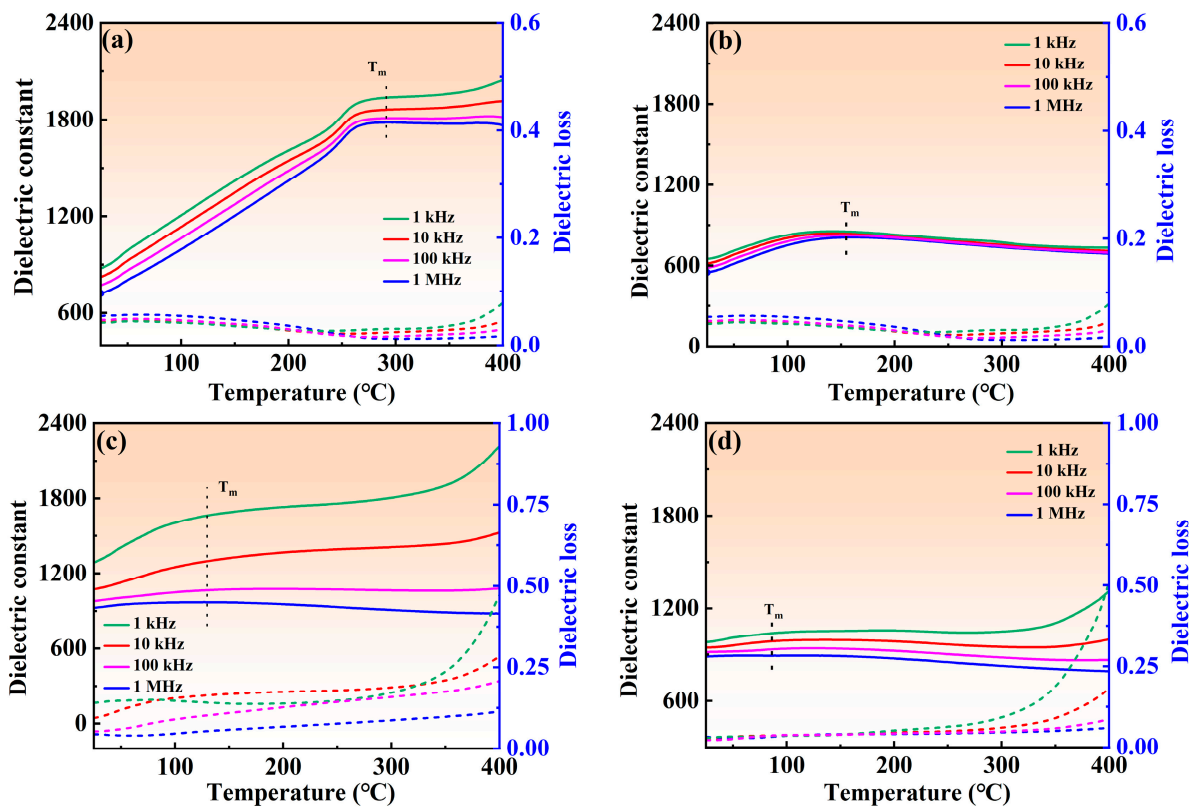 (a)
2400
1800
1200
600
Dielectric constant
0.6
0.4
0.2
0.0
Dielectric loss
Tm
1 kHz
10 kHz
100 kHz
1 MHz
100
200
300
400
Temperature (℃)
(b)
2400
1800
1200
600
0
Dielectric constant
0.6
0.4
0.2
0.0
Dielectric loss
1 kHz
10 kHz
100 kHz
1 MHz
Tm
100
200
300
400
Temperature (℃)
(c)
2400
1800
1200
600
0
Dielectric constant
1.00
0.75
0.50
0.25
0.00
Dielectric loss
Tm
1 kHz
10 kHz
100 kHz
1 MHz
100
200
300
400
Temperature (℃)
(d)
2400
1800
1200
600
Dielectric constant
1.00
0.75
0.50
0.25
0.00
Dielectric loss
1 kHz
10 kHz
100 kHz
1 MHz
Tm
100
200
300
400
Temperature (℃)